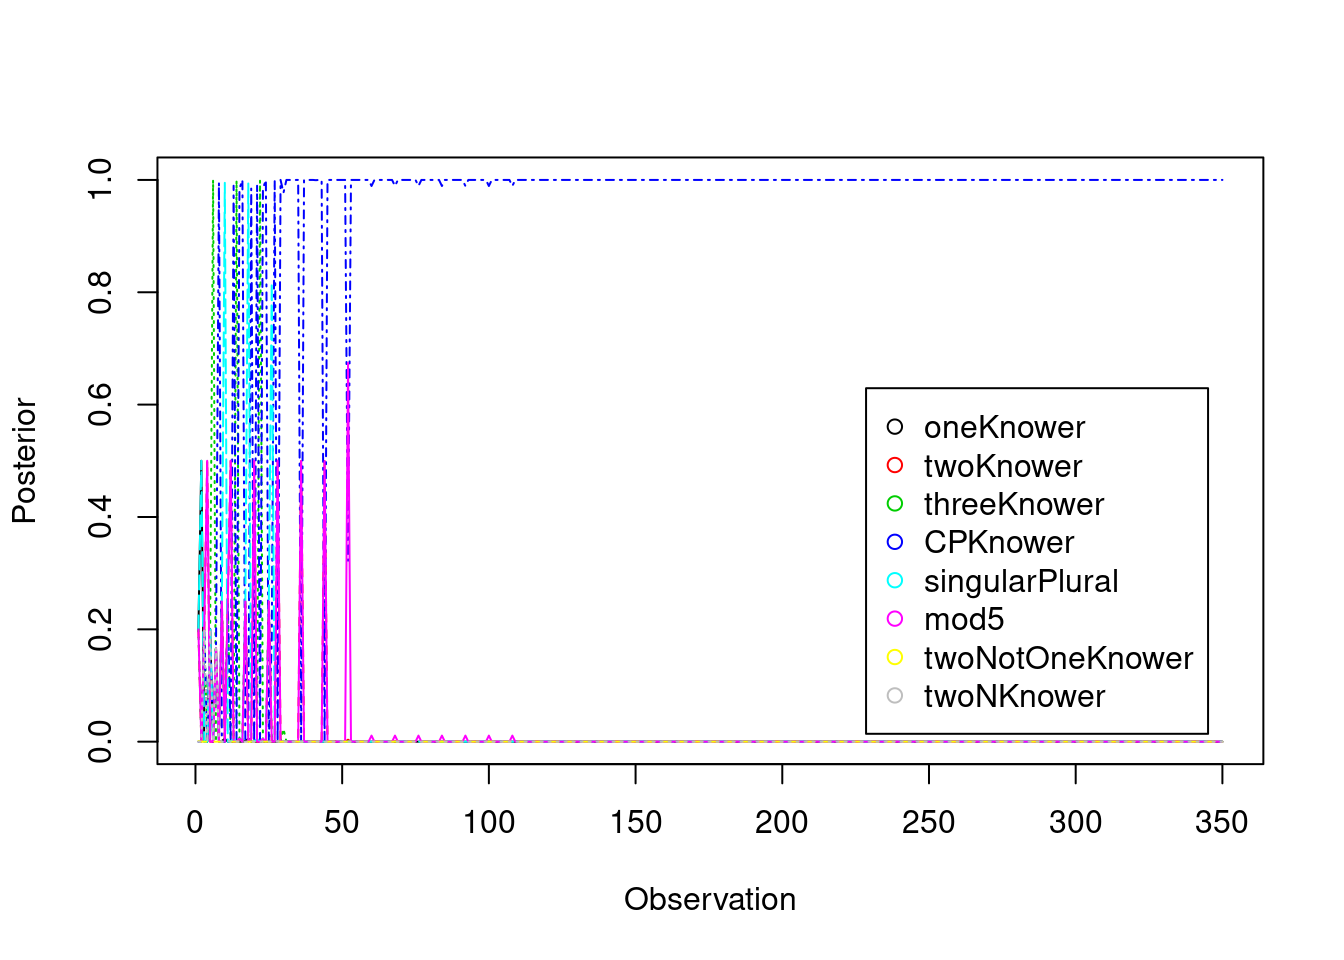 1.0
0.8
0.6
0.4
0.2
0.0
Posterior
oneKnower
twoKnower
threeKnower
CPKnower
singularPlural
mod5
twoNotOneKnower
twoNKnower
0 50 100 150 200 250 300 350
Observation